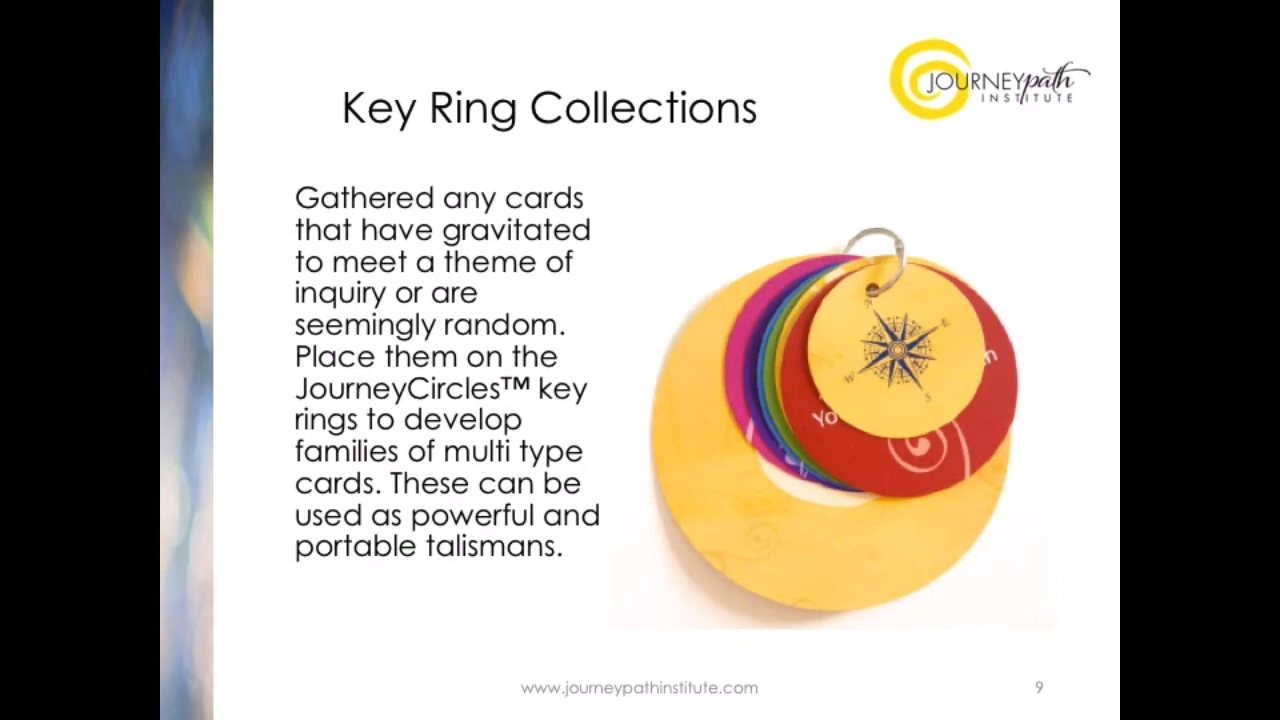 JOURNEYpath
INSTITUTE
Key Ring Collections
Gathered any cards
that have gravitated
to meet a theme of
inquiry or are
seemingly random.
Place them on the
JourneyCircles™ key
rings to develop
families of multi type
cards. These can be
used as powerful and
portable talismans.
N
E
W
S
Yo
n
www.journeypathinstitute.com
9